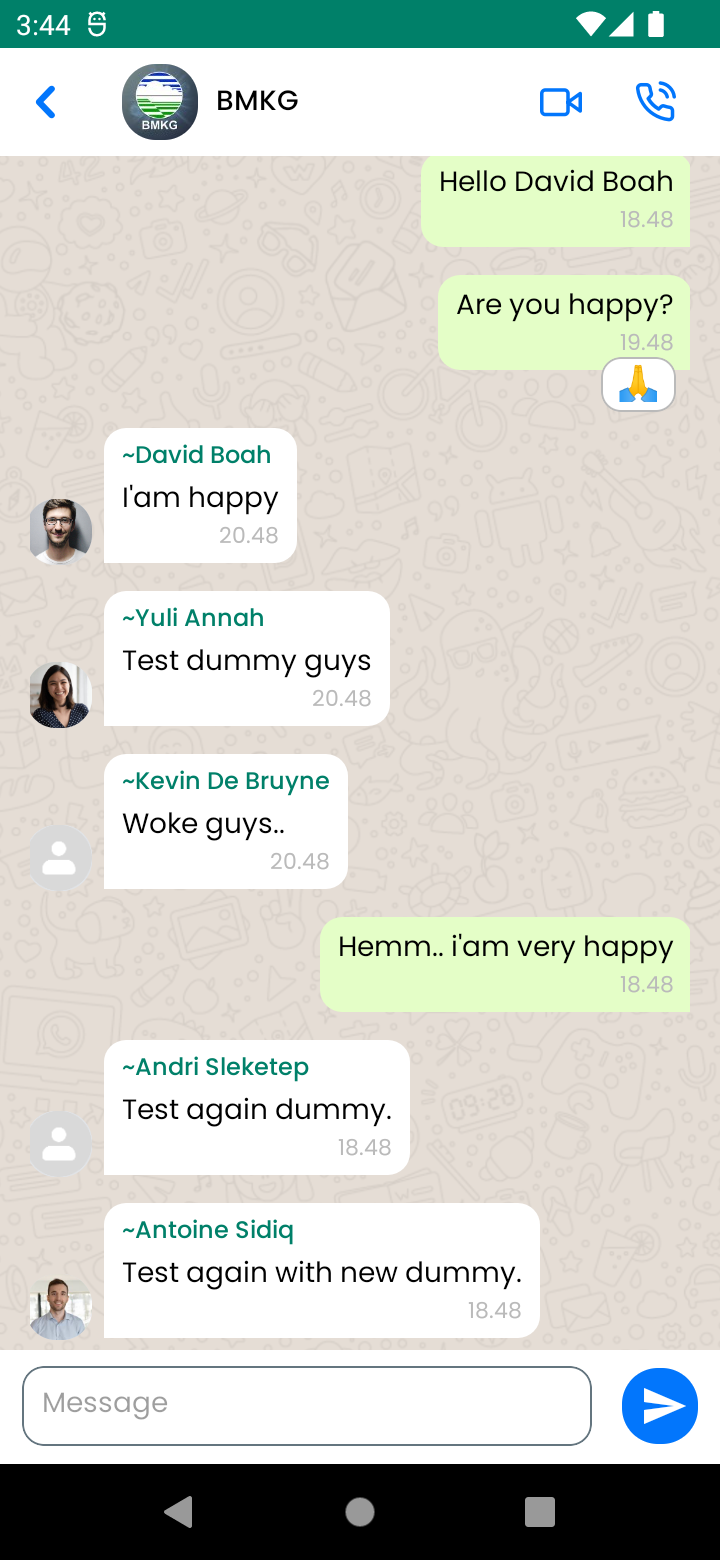 3:44
BMKG
BMKG
Hello David Boah
18.48
Are you happy?
19.48
~David Boah
I'am happy
20.48
~Yuli Annah
Test dummy guys
20.48
~Kevin De Bruyne
Woke guys..
20.48
Hemm.. i'am very happy
18.48
~Andri Sleketep
Test again dummy.
18.48
09:28
~Antoine Sidiq
Test again with new dummy.
18.48
Message